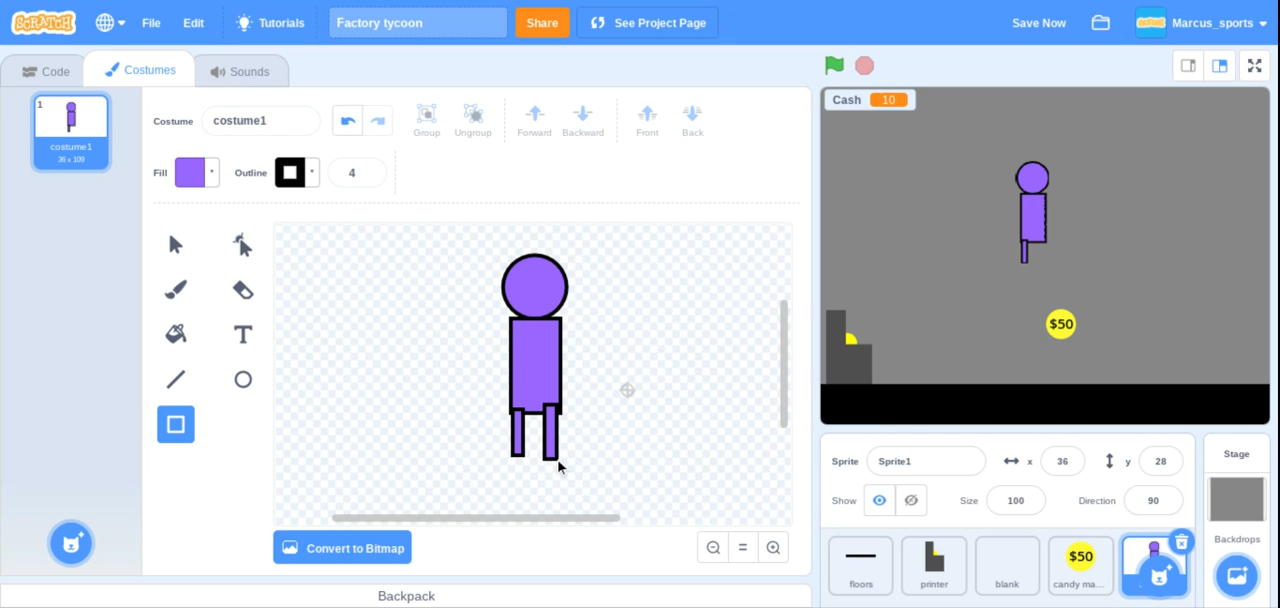 SCRATCH File Edit Tutorials Factory tycoon Share See Project Page Save Now Marcus_sports
Code Costumes Sounds
1
costume1
36 x 109
Costume costume1 Group Ungroup Forward Backward Front Back
Fill Outline 4
Convert to Bitmap
Backpack
Cash 10
$50
Sprite Sprite1 x 36 y 28
Show Size 100 Direction 90
floors printer blank $50 candy ma...
Stage
Backdrops